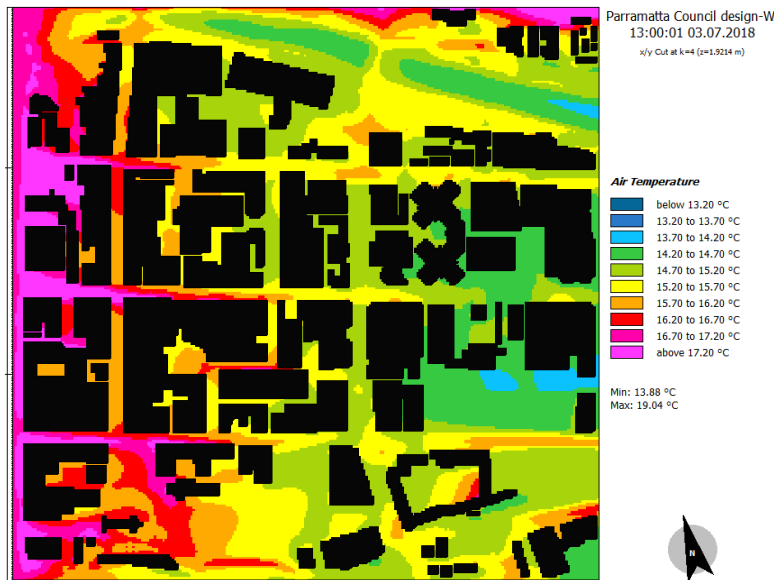 Parramatta Council design-W
13:00:01 03.07.2018
x/y Cut at k=4 (z=1.9214 m)
Air Temperature
below 13.20 °C
13.20 to 13.70 °C
13.70 to 14.20 °C
14.20 to 14.70 °C
14.70 to 15.20 °C
15.20 to 15.70 °C
15.70 to 16.20 °C
16.20 to 16.70 °C
16.70 to 17.20 °C
above 17.20 °C
Min: 13.88 °C
Max: 19.04 °C
N